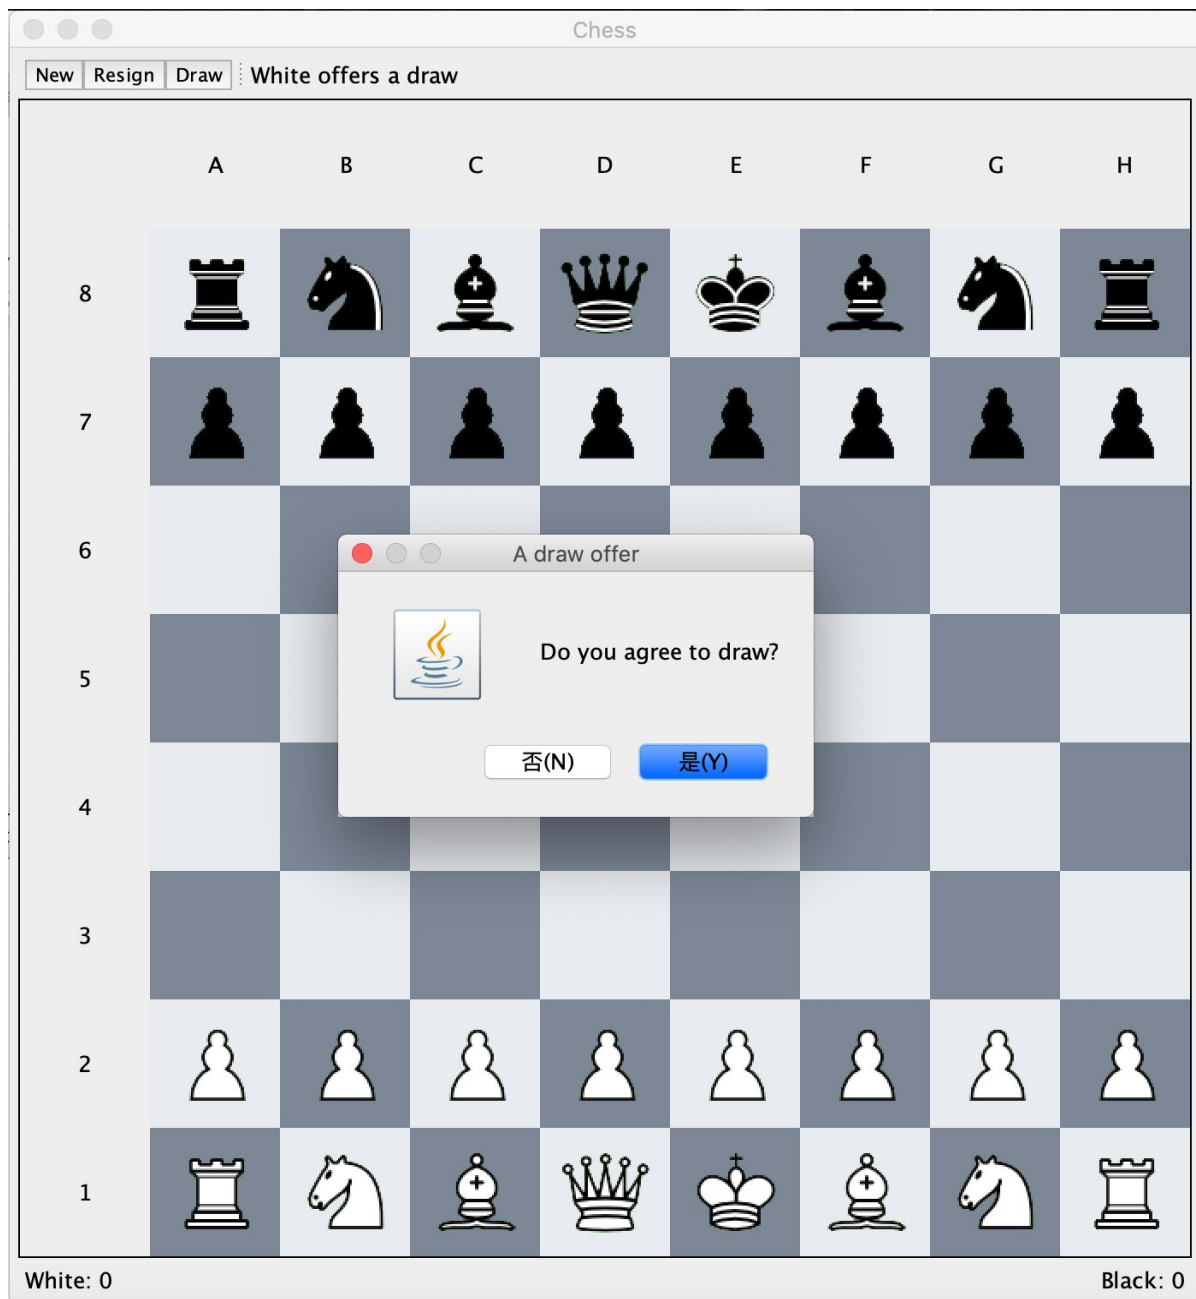 Chess
New Resign Draw White offers a draw
A B C D E F G H
8
7
6
A draw offer
Do you agree to draw?
5
否(N) 是(Y)
4
3
2
1
White: 0 Black: 0